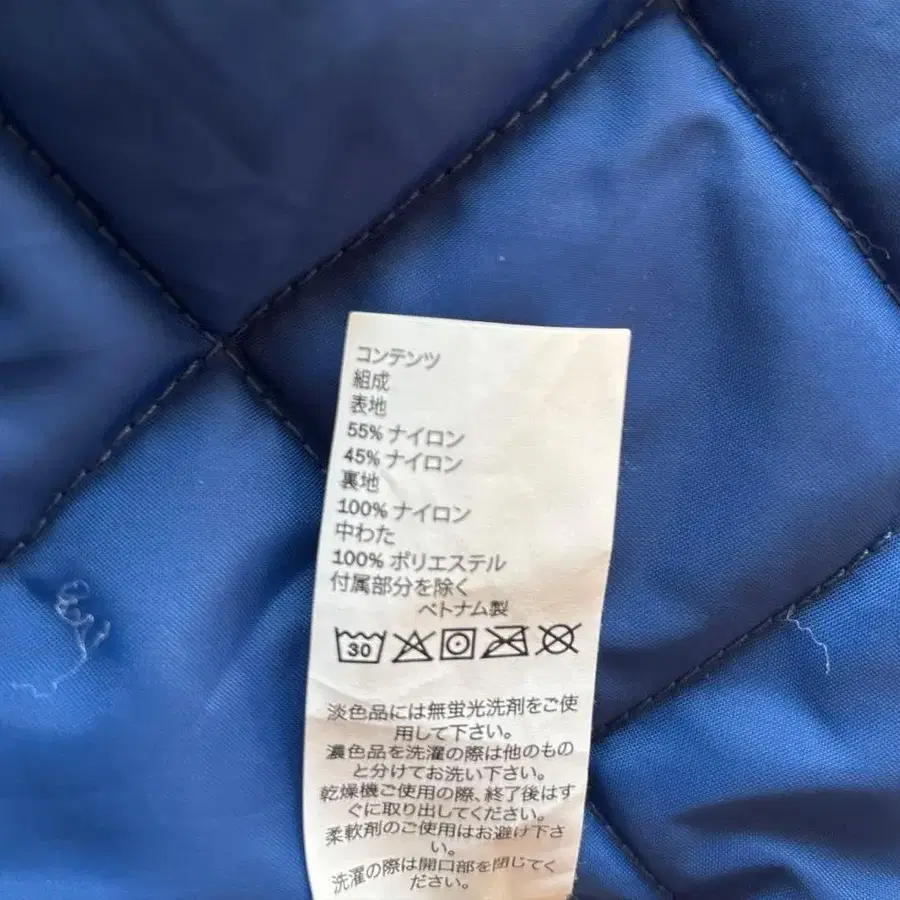 コンテンツ
組成
表地
55% ナイロン
45% ナイロン
裏地
100% ナイロン
中わた
100% ポリエステル
付属部分を除く
ベトナム製
30
淡色品には無蛍光洗剤をご使
用して下さい。
濃色品を洗濯の際は他のもの
と分けてお洗い下さい。
乾燥機ご使用の際、終了後はす
ぐに取り出してください。
柔軟剤のご使用はお避け下さ
い。
洗濯の際は開口部を閉じてく
ださい。